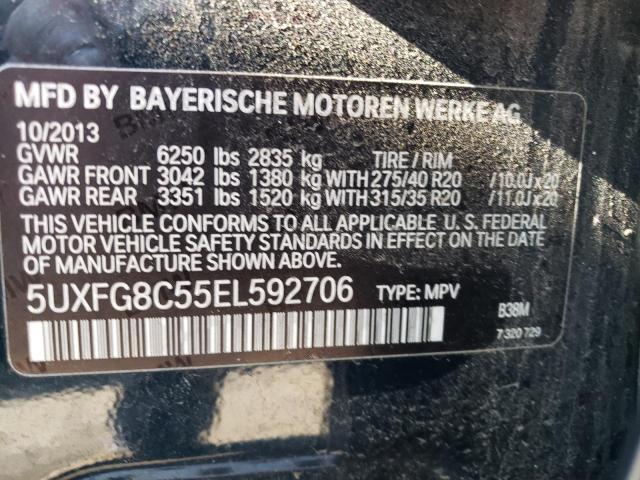 MFD BY BAYERISCHE MOTOREN WERKE AG
10/2013
GVWR 6250 lbs 2835 kg TIRE / RIM
GAWR FRONT 3042 lbs 1380 kg WITH 275/40 R20 /10.0J x 20
GAWR REAR 3351 lbs 1520 kg WITH 315/35 R20 /11.0J x 20
THIS VEHICLE CONFORMS TO ALL APPLICABLE U. S. FEDERAL
MOTOR VEHICLE SAFETY STANDARDS IN EFFECT ON THE DATE
OF MANUFACTURE SHOWN ABOVE.
5UXFG8C55EL592706 TYPE: MPV B38M
7 320 729